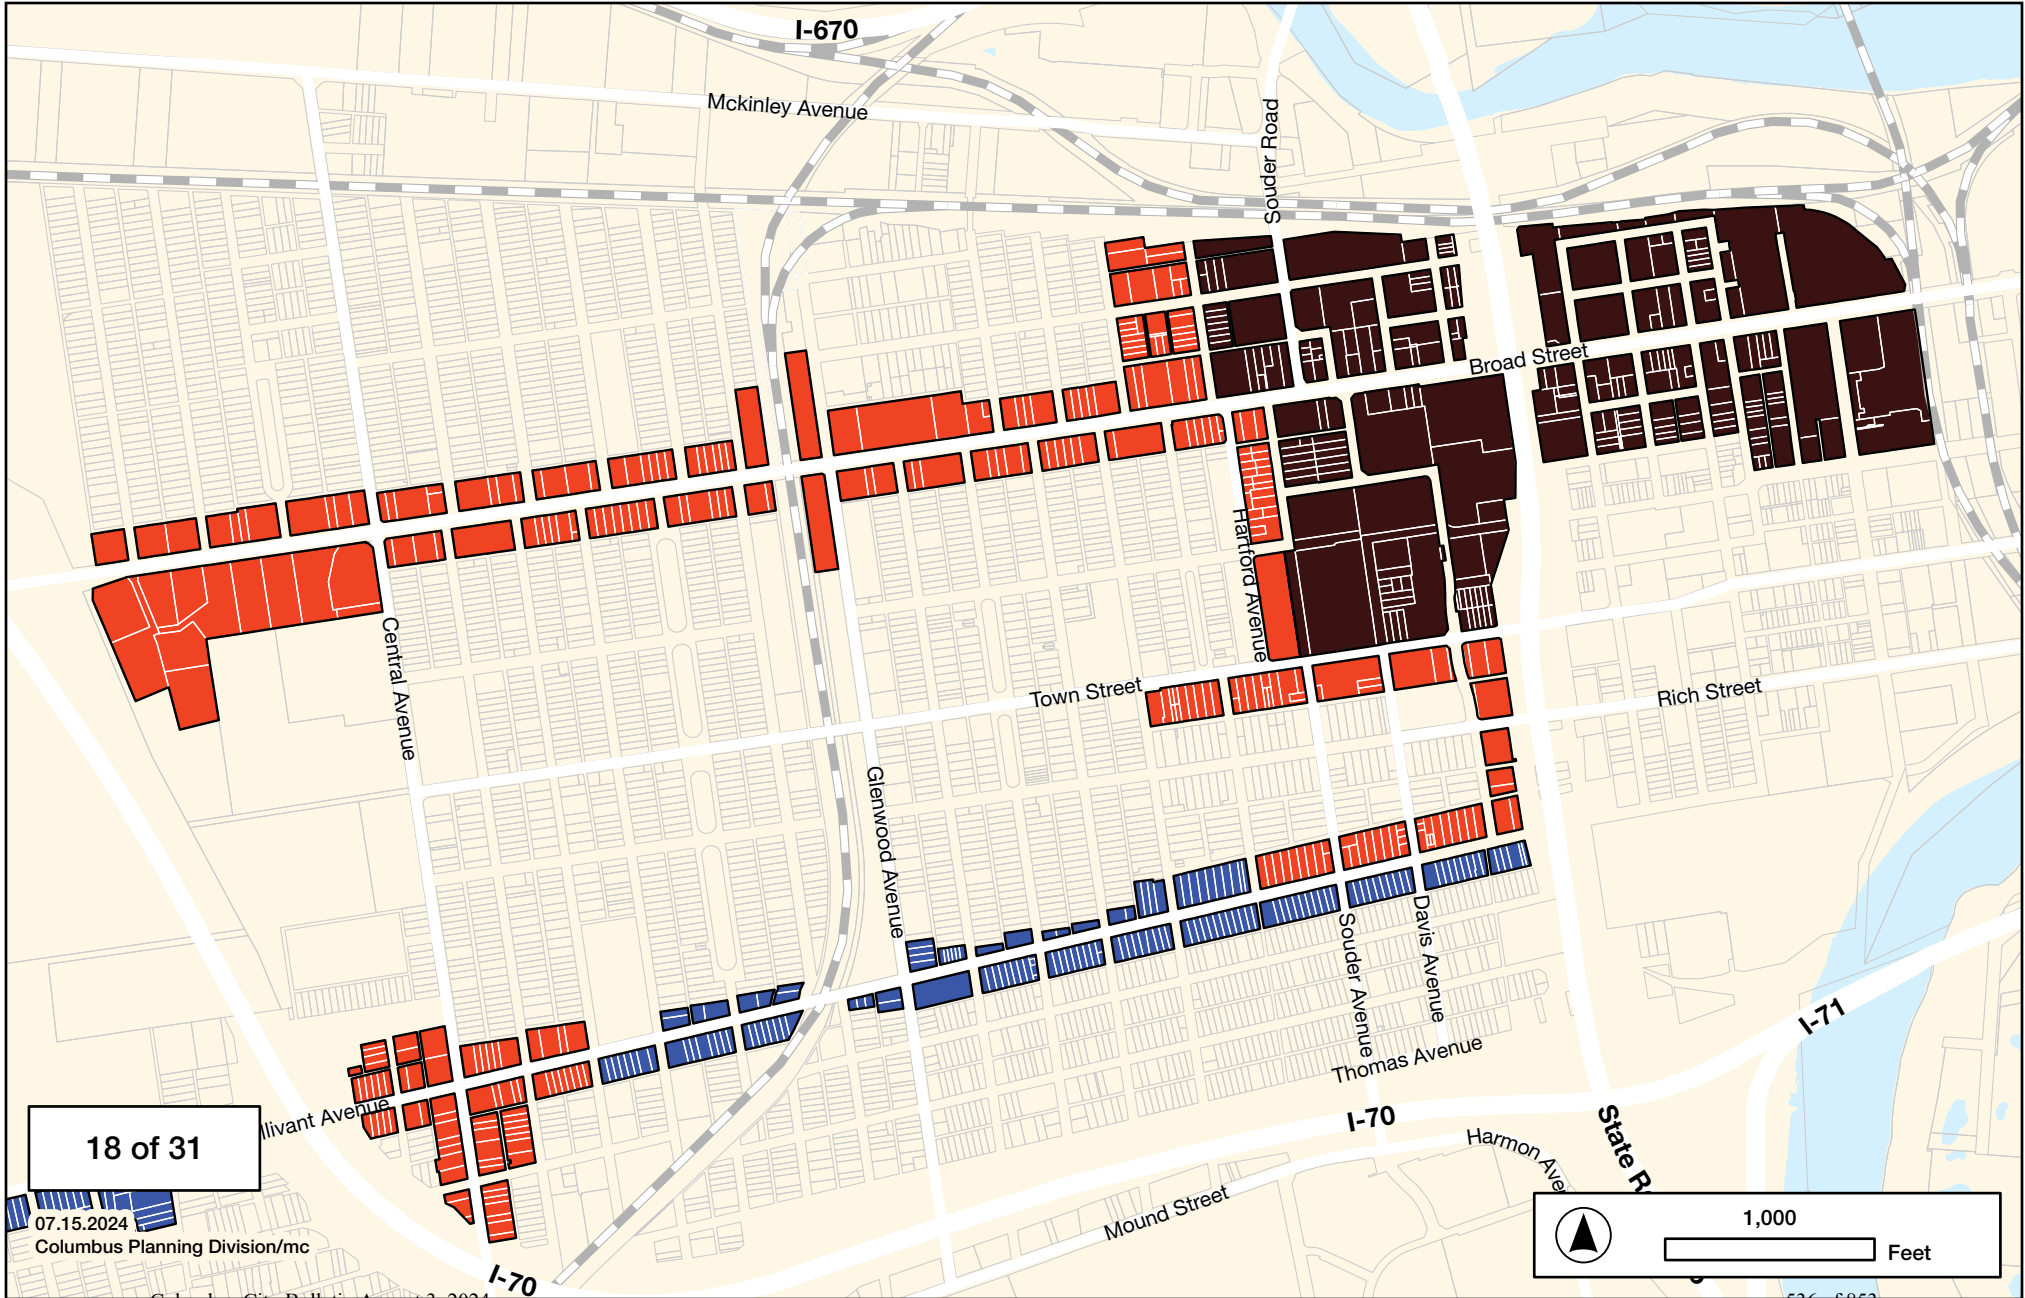 I-670
Mckinley Avenue
Souder Road
Broad Street
Hartford Avenue
Central Avenue
Town Street
Rich Street
Glenwood Avenue
Souder Avenue
Davis Avenue
Thomas Avenue
I-71
I-70
llivant Avenue
State R
Harmon Ave
Mound Street
18 of 31
1,000
Feet
07.15.2024
Columbus Planning Division/mc
I-70